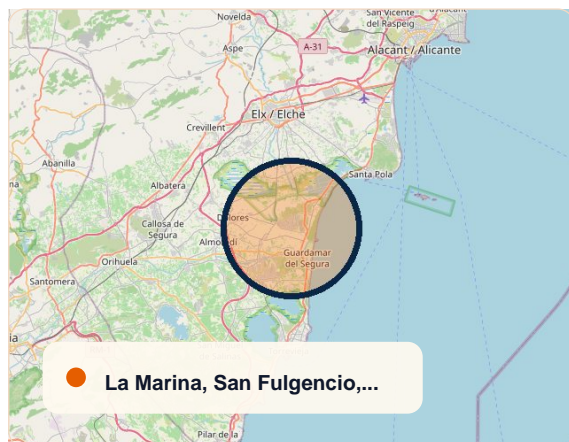 Novelda
San Vicente
del Raspeig
Aspe
A-31
Alacant / Alicante
Elx / Elche
Crevillent
Abanilla
Santa Pola
Albatera
Dolores
Callosa de
Segura
Almoradí
Orihuela
Guardamar
del Segura
Santomera
La Marina, San Fulgencio,...
Pilar de la